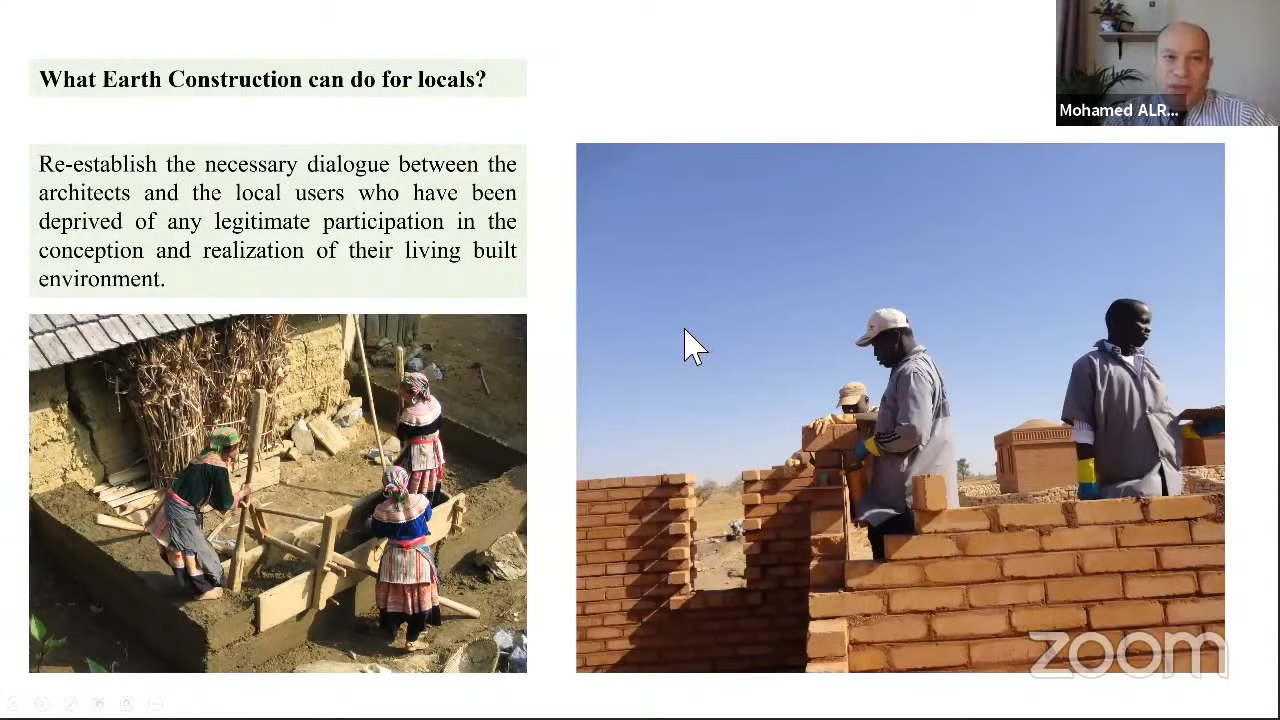 What Earth Construction can do for locals?
Mohamed ALR...
Re-establish the necessary dialogue between the
architects and the local users who have been
deprived of any legitimate participation in the
conception and realization of their living built
environment.
zoom